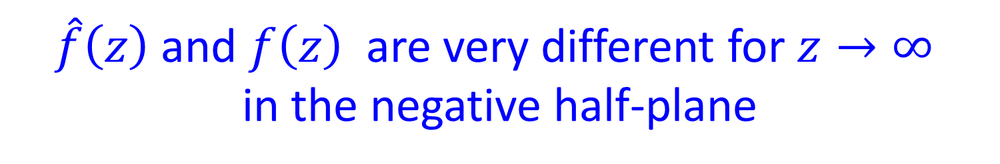 f̂(z) and f(z) are very different for z → ∞
in the negative half-plane